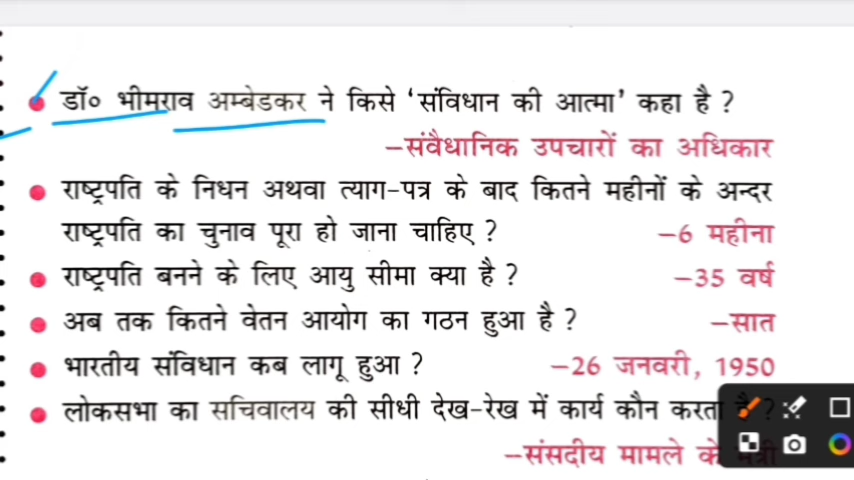 डॉ० भीमराव अम्बेडकर ने किसे ‘संविधान की आत्मा’ कहा है ?
–संवैधानिक उपचारों का अधिकार
राष्ट्रपति के निधन अथवा त्याग-पत्र के बाद कितने महीनों के अन्दर
राष्ट्रपति का चुनाव पूरा हो जाना चाहिए ? –6 महीना
राष्ट्रपति बनने के लिए आयु सीमा क्या है ? –35 वर्ष
अब तक कितने वेतन आयोग का गठन हुआ है ? –सात
भारतीय संविधान कब लागू हुआ ? –26 जनवरी, 1950
लोकसभा का सचिवालय की सीधी देख-रेख में कार्य कौन करता है ?
–संसदीय मामले के मंत्री